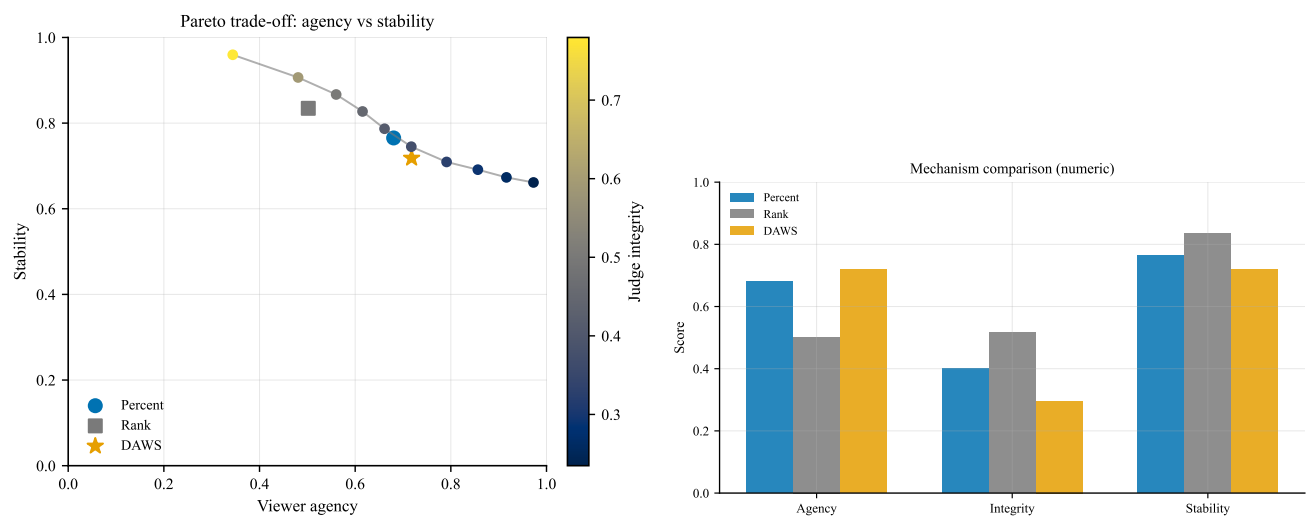 Pareto trade-off: agency vs stability
1.0
0.8
0.6
0.4
0.2
0.0
Stability
Percent
Rank
DAWS
0.0 0.2 0.4 0.6 0.8 1.0
Viewer agency
0.7
0.6
0.5
0.4
0.3
Judge integrity
Mechanism comparison (numeric)
1.0
0.8
0.6
0.4
0.2
0.0
Score
Percent
Rank
DAWS
Agency Integrity Stability